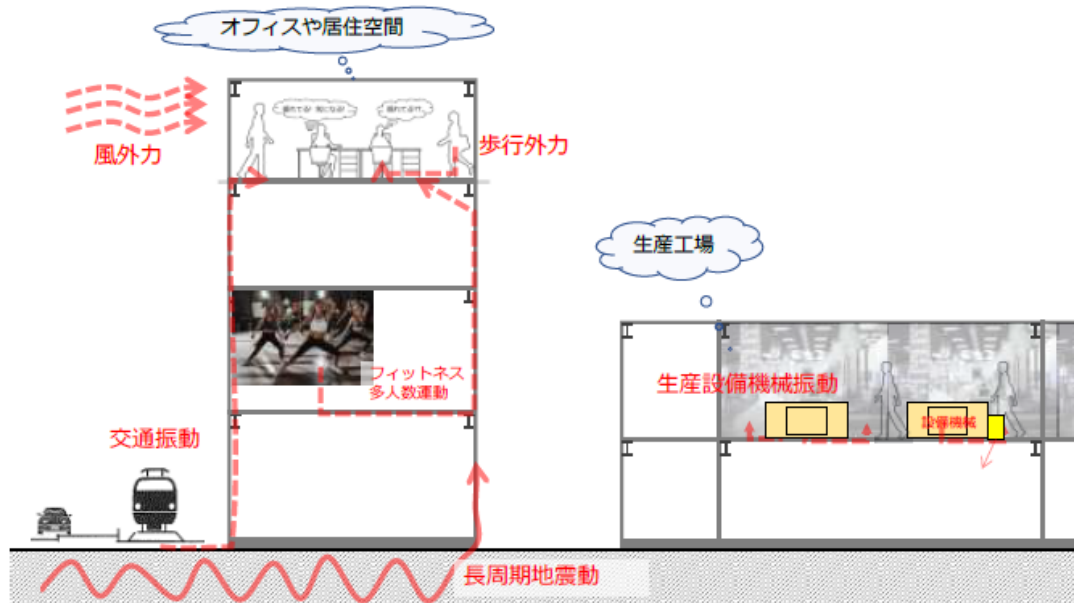 オフィスや居住空間
風外力
歩行外力
生産工場
フィットネス
多人数運動
生産設備機械振動
設備機械
交通振動
長周期地震動